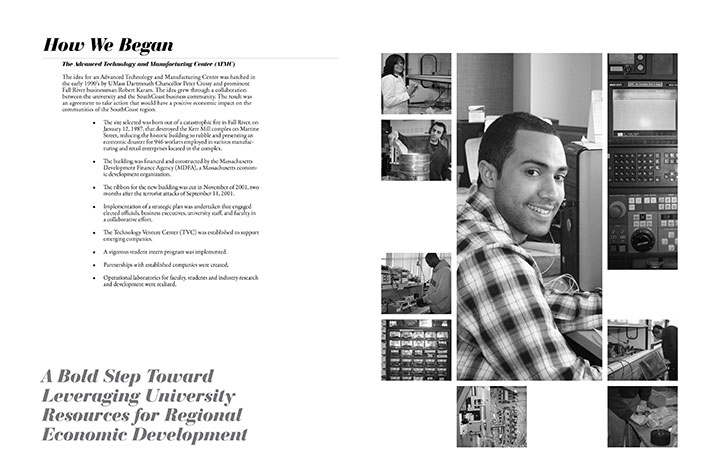 How We Began
The Advanced Technology and Manufacturing Center (ATMC)
The idea for an Advanced Technology and Manufacturing Center was hatched in
the early 1990's by UMass Dartmouth Chancellor Peter Cressy and prominent
Fall River businessman Robert Karam. The idea grew through a collaboration
between the university and the SouthCoast business community. The result was
an agreement to take action that would have a positive economic impact on the
communities of the SouthCoast region.
• The site selected was born out of a catastrophic fire in Fall River, on
January 12, 1987, that destroyed the Kerr Mill complex on Martine
Street, reducing the historic building to rubble and presenting an
economic disaster for 946 workers employed in various manufac-
turing and retail enterprises located in the complex.
• The building was financed and constructed by the Massachusetts
Development Finance Agency (MDFA), a Massachusetts econom-
ic development organization.
• The ribbon for the new building was cut in November of 2001, two
months after the terrorist attacks of September 11, 2001.
• Implementation of a strategic plan was undertaken that engaged
elected officials, business executives, university staff, and faculty in
a collaborative effort.
• The Technology Venture Center (TVC) was established to support
emerging companies.
• A vigorous student intern program was implemented.
• Partnerships with established companies were created.
• Operational laboratories for faculty, students and industry research
and development were realized.
A Bold Step Toward
Leveraging University
Resources for Regional
Economic Development